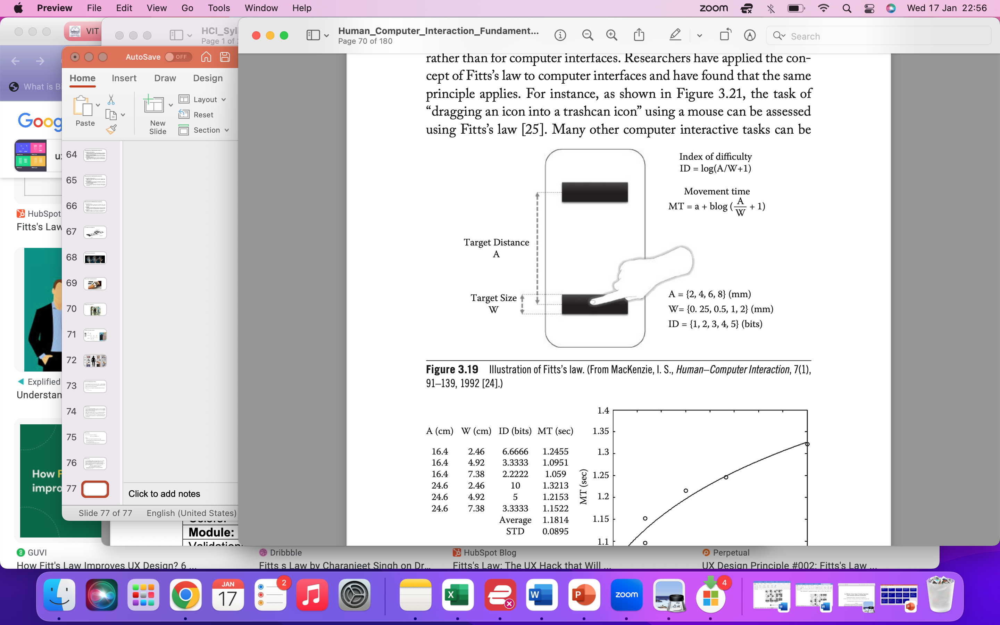 Preview File Edit View Go Tools Window Help zoom Wed 17 Jan 22:56
VIT
HCI_Syl
Page 1 of
Human_Computer_Interaction_Fundament...
Page 70 of 180
Search
AutoSave OFF
Home Insert Draw Design
What is Bi
Paste
New
Slide
Layout
Reset
Section
Goog
ux
HubSpot
Fitts's Law
Explified
Understan
How F
impro
GUVI
How Fitt's Law Improves UX Design? 6 ...
Dribbble
Fitts s Law by Charanjeet Singh on Dr...
HubSpot Blog
Fitts's Law: The UX Hack that Will ...
Perpetual
UX Design Principle #002: Fitts's Law ...
64
65
66
67
68
69
70
71
72
73
74
75
76
77
Click to add notes
Slide 77 of 77 English (United States)
Module:
rather than for computer interfaces. Researchers have applied the con-
cept of Fitts's law to computer interfaces and have found that the same
principle applies. For instance, as shown in Figure 3.21, the task of
“dragging an icon into a trashcan icon” using a mouse can be assessed
using Fitts's law [25]. Many other computer interactive tasks can be
Index of difficulty
ID = log(A/W+1)
Movement time
MT = a + blog (A/W + 1)
Target Distance
A
Target Size
W
A = {2, 4, 6, 8} (mm)
W= {0. 25, 0.5, 1, 2} (mm)
ID = {1, 2, 3, 4, 5} (bits)
Figure 3.19 Illustration of Fitts's law. (From MacKenzie, I. S., Human–Computer Interaction, 7(1),
91–139, 1992 [24].)
A (cm) W (cm) ID (bits) MT (sec)
16.4 2.46 6.6666 1.2455
16.4 4.92 3.3333 1.0951
16.4 7.38 2.2222 1.059
24.6 2.46 10 1.3213
24.6 4.92 5 1.2153
24.6 7.38 3.3333 1.1522
Average 1.1814
STD 0.0895
MT (sec)
1.4
1.35
1.3
1.25
1.2
1.15
1.1
JAN
17
2
X
W
P
zoom
4